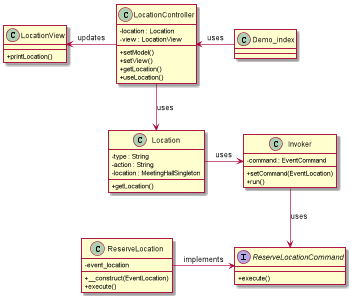 C LocationController
-location : Location
-view : LocationView
+setModel()
+setView()
+getLocation()
+useLocation()
C LocationView
+printLocation()
updates
uses
C Demo_index
uses
C Location
-type : String
-action : String
-location : MeetingHallSingleton
+getLocation()
uses
C Invoker
-command : EventCommand
+setCommand(EventLocation)
+run()
uses
C ReserveLocation
-event_location
+__construct(EventLocation)
+execute()
implements
I ReserveLocationCommand
+execute()